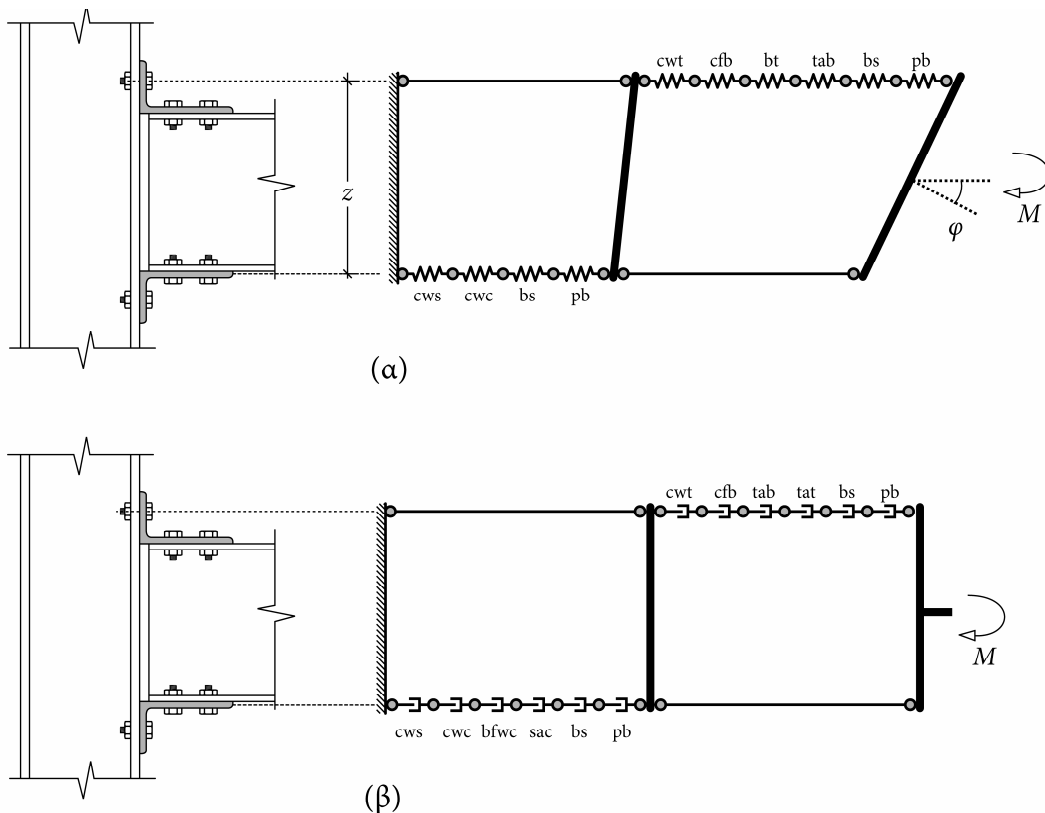 cwt cfb bt tab bs pb
z
M
φ
cws cwc bs pb
(α)
cwt cfb tab tat bs pb
M
cws cwc bfwc sac bs pb
(β)